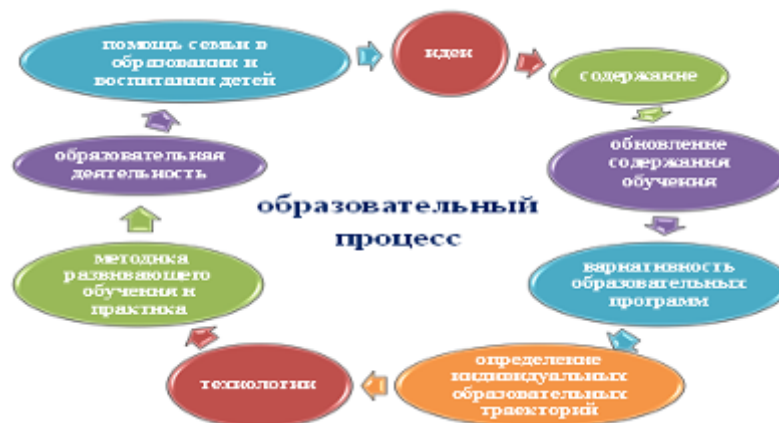 помощь семьи в
образовании и
воспитании детей
идеи
содержание
обновление
содержания
обучения
вариативность
образовательных
программ
определение
индивидуальных
образовательных
траекторий
технологии
методика
развивающего
обучения и
практика
образовательная
деятельность
образовательный
процесс